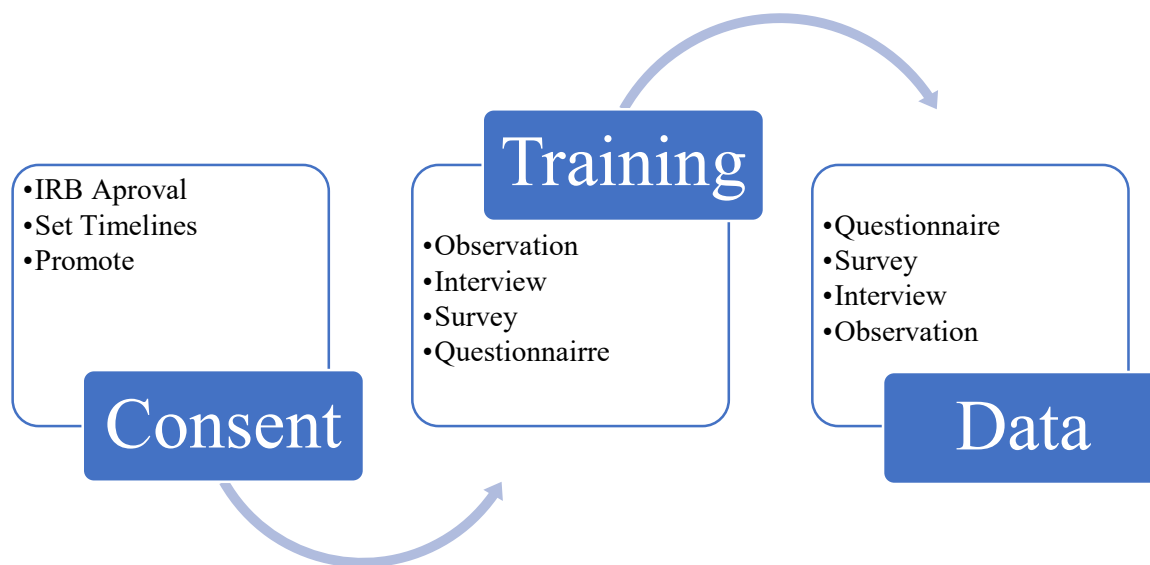 •IRB Aproval
•Set Timelines
•Promote
Consent
Training
•Observation
•Interview
•Survey
•Questionnairre
•Questionnaire
•Survey
•Interview
•Observation
Data